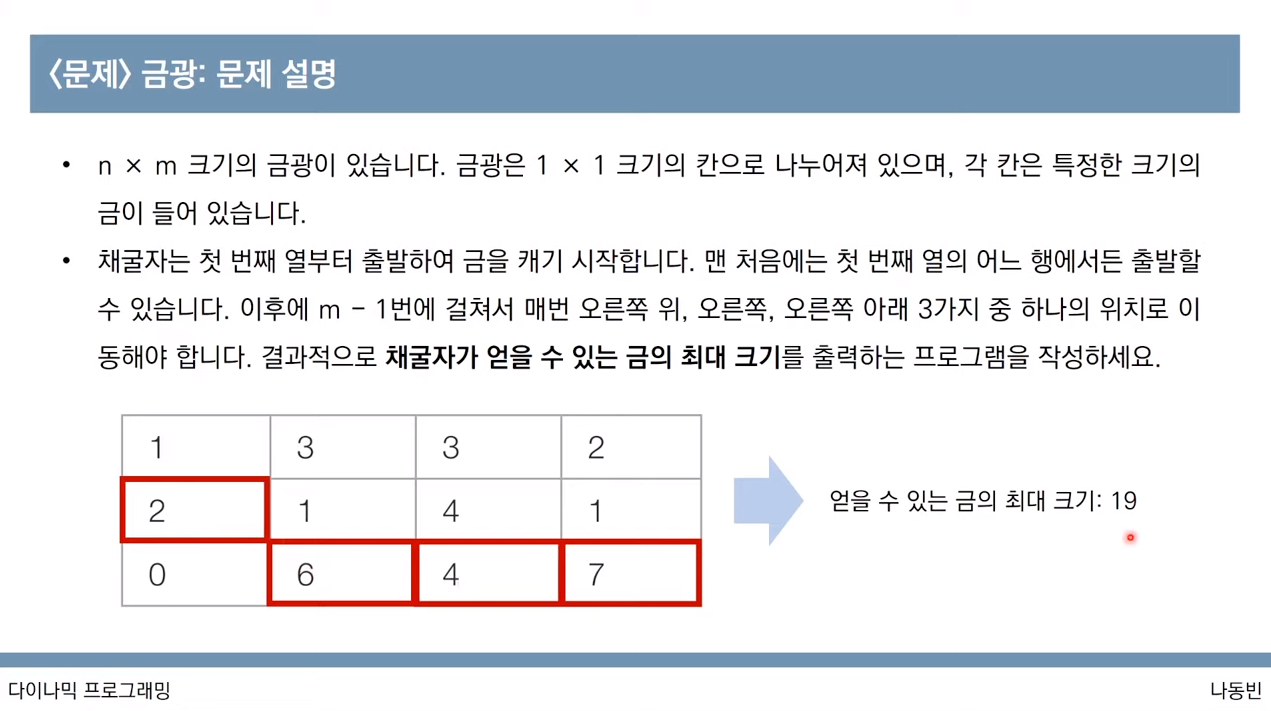 〈문제〉 금광: 문제 설명
• n × m 크기의 금광이 있습니다. 금광은 1 × 1 크기의 칸으로 나누어져 있으며, 각 칸은 특정한 크기의
금이 들어 있습니다.
• 채굴자는 첫 번째 열부터 출발하여 금을 캐기 시작합니다. 맨 처음에는 첫 번째 열의 어느 행에서든 출발할
수 있습니다. 이후에 m - 1번에 걸쳐서 매번 오른쪽 위, 오른쪽, 오른쪽 아래 3가지 중 하나의 위치로 이
동해야 합니다. 결과적으로 채굴자가 얻을 수 있는 금의 최대 크기를 출력하는 프로그램을 작성하세요.
1 3 3 2
2 1 4 1
0 6 4 7
얻을 수 있는 금의 최대 크기: 19
다이나믹 프로그래밍
나동빈